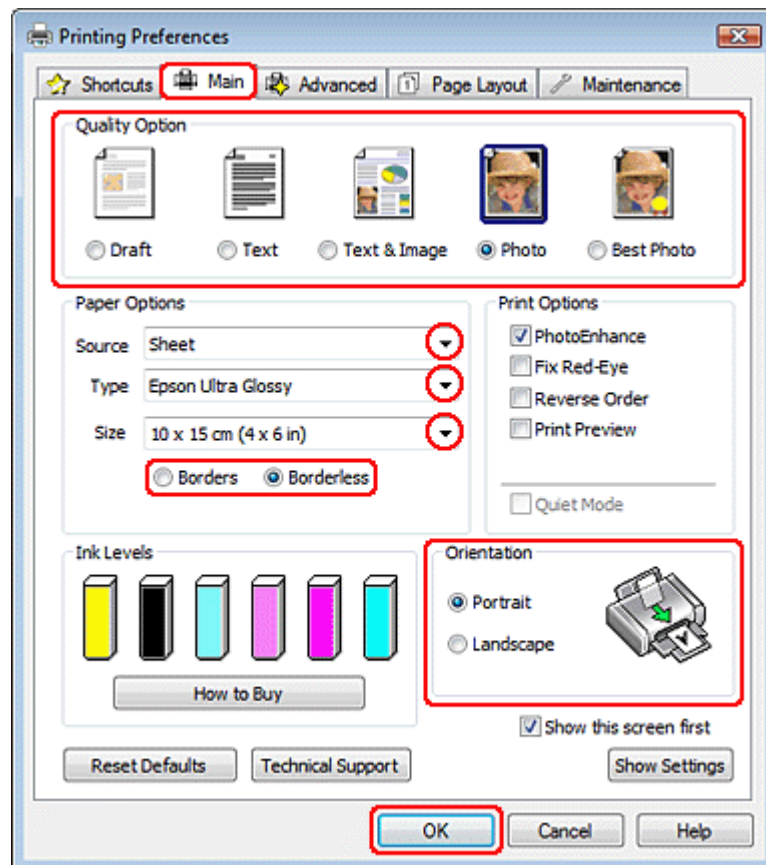 Printing Preferences
Shortcuts Main Advanced 1 Page Layout Maintenance
Quality Option
Draft Text Text & Image Photo Best Photo
Paper Options
Source Sheet
Type Epson Ultra Glossy
Size 10 x 15 cm (4 x 6 in)
Borders Borderless
Print Options
PhotoEnhance
Fix Red-Eye
Reverse Order
Print Preview
Quiet Mode
Ink Levels
How to Buy
Orientation
Portrait
Landscape
Show this screen first
Reset Defaults Technical Support Show Settings
OK Cancel Help